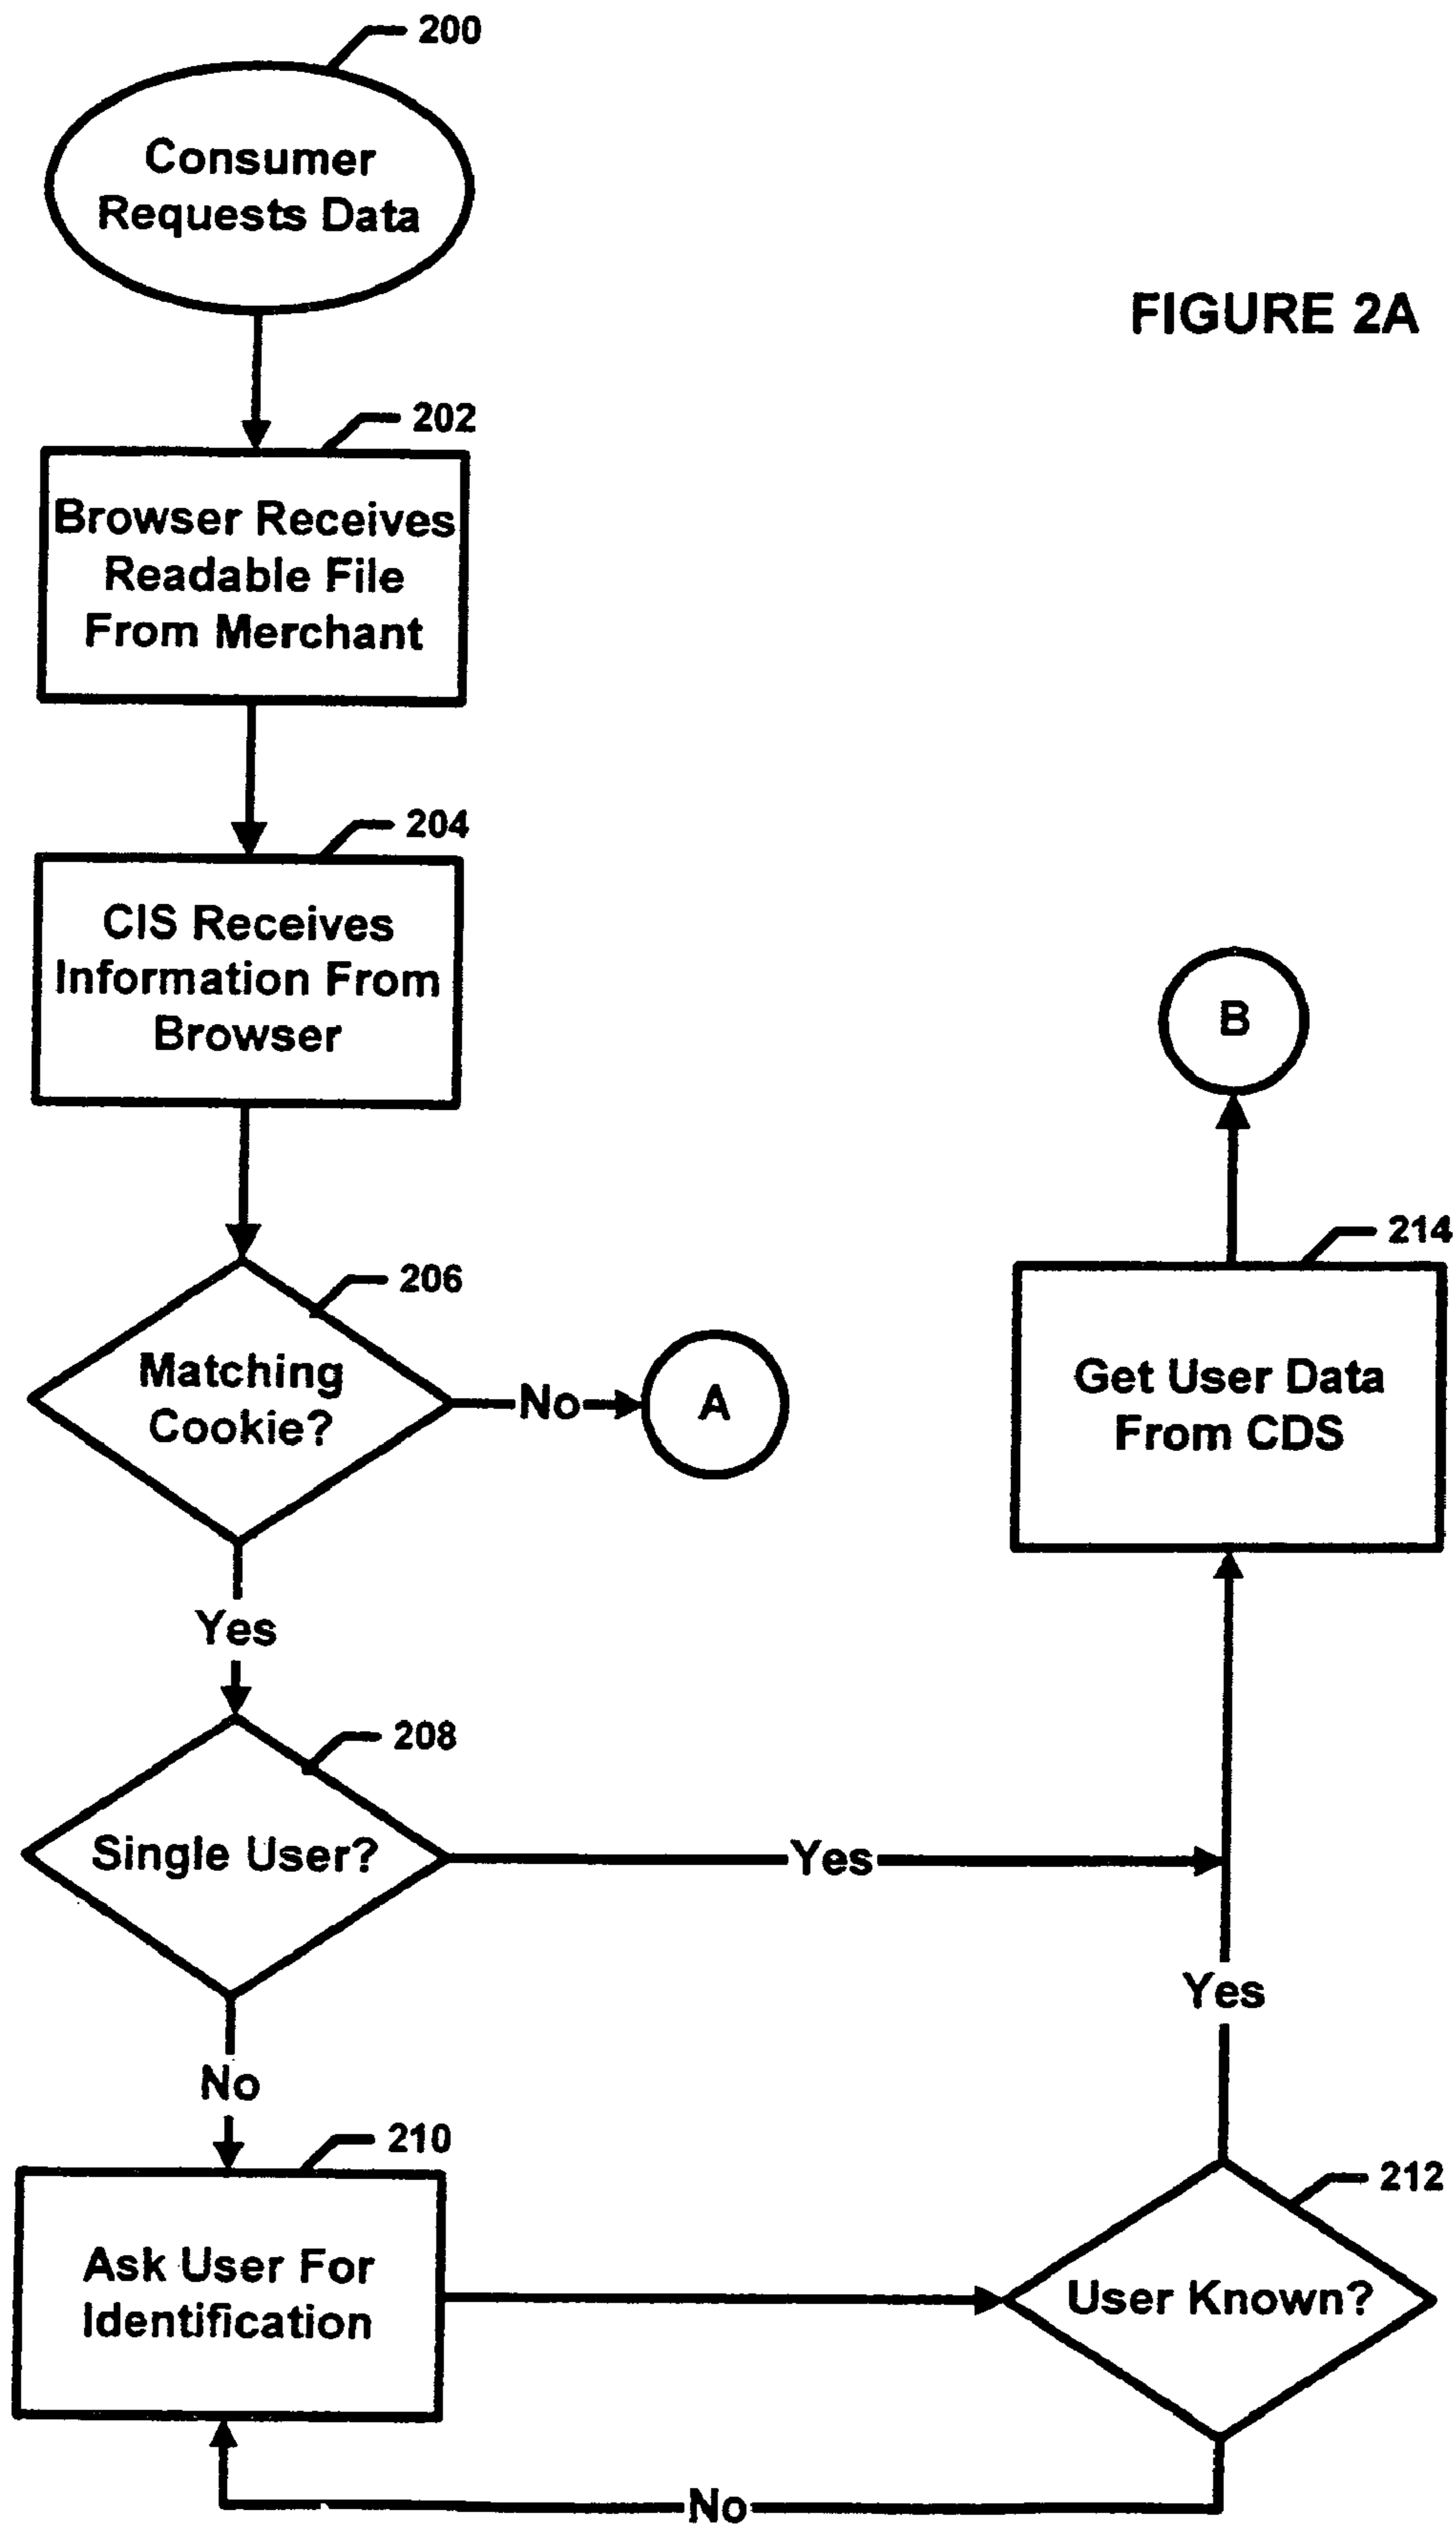 200
Consumer
Requests Data
FIGURE 2A
202
Browser Receives
Readable File
From Merchant
204
CIS Receives
Information From
Browser
B
206
Matching
Cookie?
No
A
214
Get User Data
From CDS
Yes
208
Single User?
Yes
Yes
No
210
Ask User For
Identification
212
User Known?
No